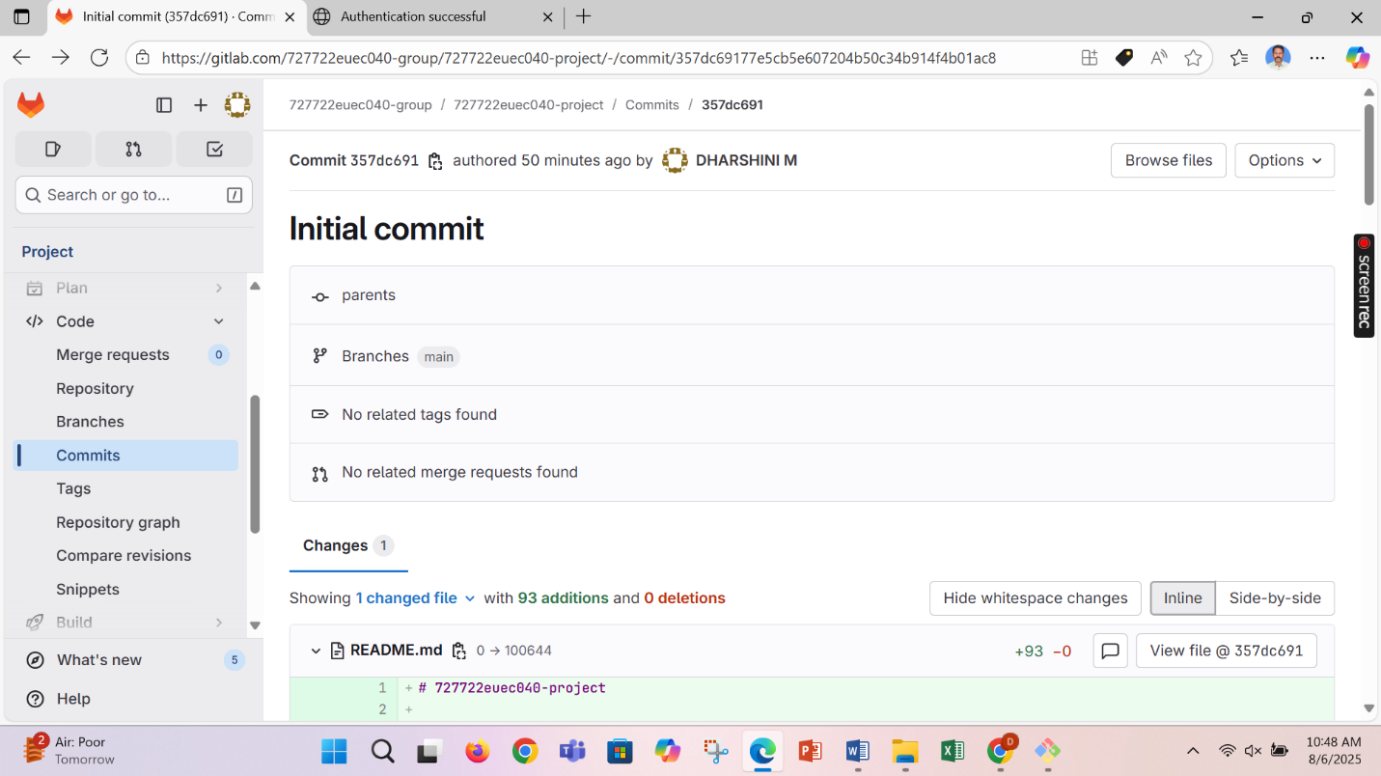 Initial commit (357dc691) · Comm
Authentication successful
https://gitlab.com/727722euec040-group/727722euec040-project/-/commit/357dc69177e5cb5e607204b50c34b914f4b01ac8
727722euec040-group / 727722euec040-project / Commits / 357dc691
Commit 357dc691 authored 50 minutes ago by DHARSHINI M
Browse files
Options
Search or go to...
/
Initial commit
Project
Plan
Code
Merge requests 0
Repository
Branches
Commits
Tags
Repository graph
Compare revisions
Snippets
Build
What's new 5
Help
parents
Branches main
No related tags found
No related merge requests found
Changes 1
Showing 1 changed file with 93 additions and 0 deletions
Hide whitespace changes
Inline
Side-by-side
README.md 0 → 100644
+93 −0
View file @ 357dc691
1 + # 727722euec040-project
2 +
screen rec
2
Air: Poor
Tomorrow
D
10:48 AM
8/6/2025